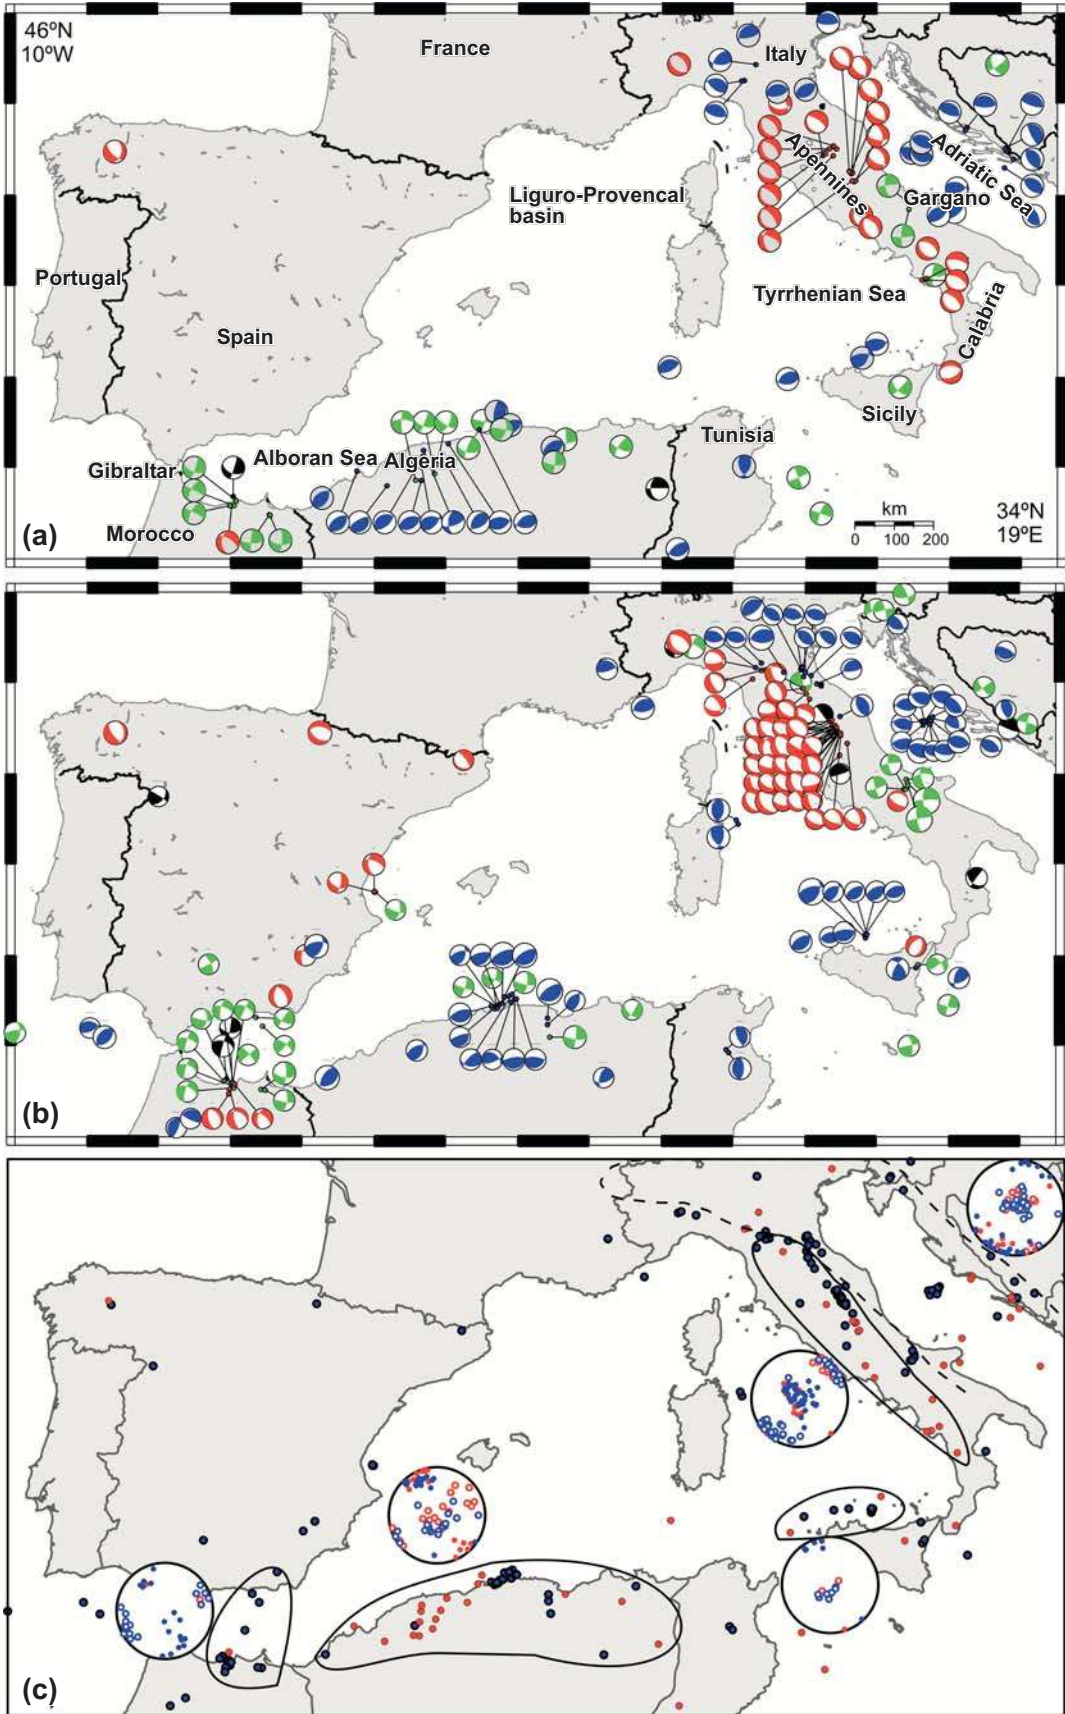 46ºN
10ºW
France
Italy
Liguro-Provencal
basin
Apennines
Adriatic Sea
Gargano
Portugal
Tyrrhenian Sea
Spain
Calabria
Sicily
Tunisia
Gibraltar
Alboran Sea
Algeria
Morocco
km
0 100 200
34ºN
19ºE
(a)
(b)
(c)